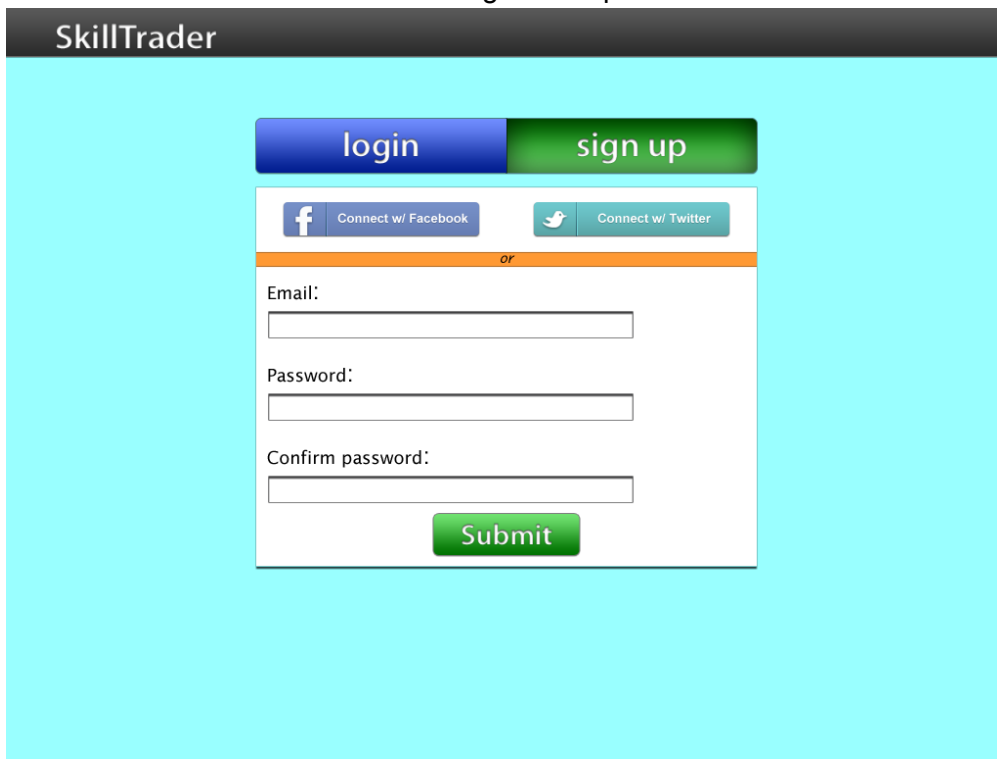 SkillTrader
login sign up
Connect w/ Facebook Connect w/ Twitter
or
Email:
Password:
Confirm password:
Submit